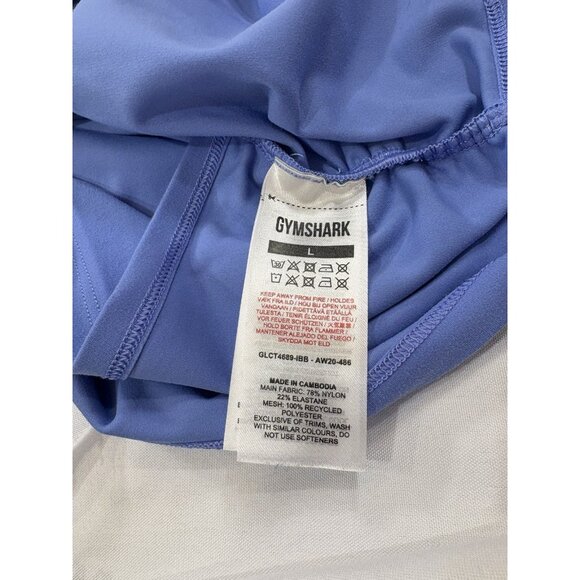 GYMSHARK
L
KEEP AWAY FROM FIRE / HOLDES
VÆK FRA ILD / HOU BIJ OPEN VUUR
VANDAAN / PIDETTÄVÄ ETÄÄLLÄ
TULESTA / TENIR ÉLOIGNÉ DU FEU /
VOR FEUER SCHÜTZEN /
HOLD BORTE FRA FLAMMER /
MANTENER ALEJADO DEL FUEGO /
SKYDDA MOT ELD
GLCT4689-IBB - AW20-486
MADE IN CAMBODIA
MAIN FABRIC: 78% NYLON
22% ELASTANE
MESH: 100% RECYCLED
POLYESTER
EXCLUSIVE OF TRIMS, WASH
WITH SIMILAR COLOURS, DO
NOT USE SOFTENERS